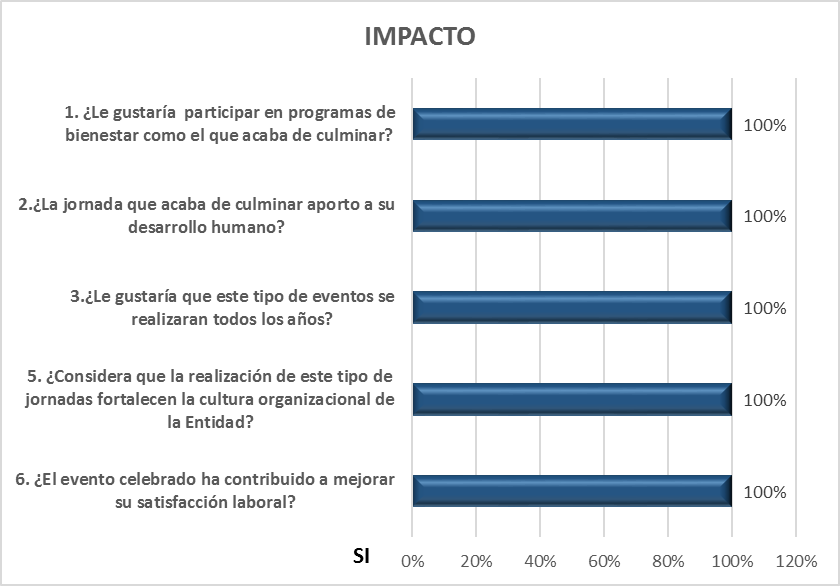 IMPACTO
1. ¿Le gustaría  participar en programas de
bienestar como el que acaba de culminar?
100%
2.¿La jornada que acaba de culminar aporto a su
desarrollo humano?
100%
3.¿Le gustaría que este tipo de eventos se
realizaran todos los años?
100%
5. ¿Considera que la realización de este tipo de
jornadas fortalecen la cultura organizacional de
la Entidad?
100%
6. ¿El evento celebrado ha contribuido a mejorar
su satisfacción laboral?
100%
SI
0% 20% 40% 60% 80% 100% 120%